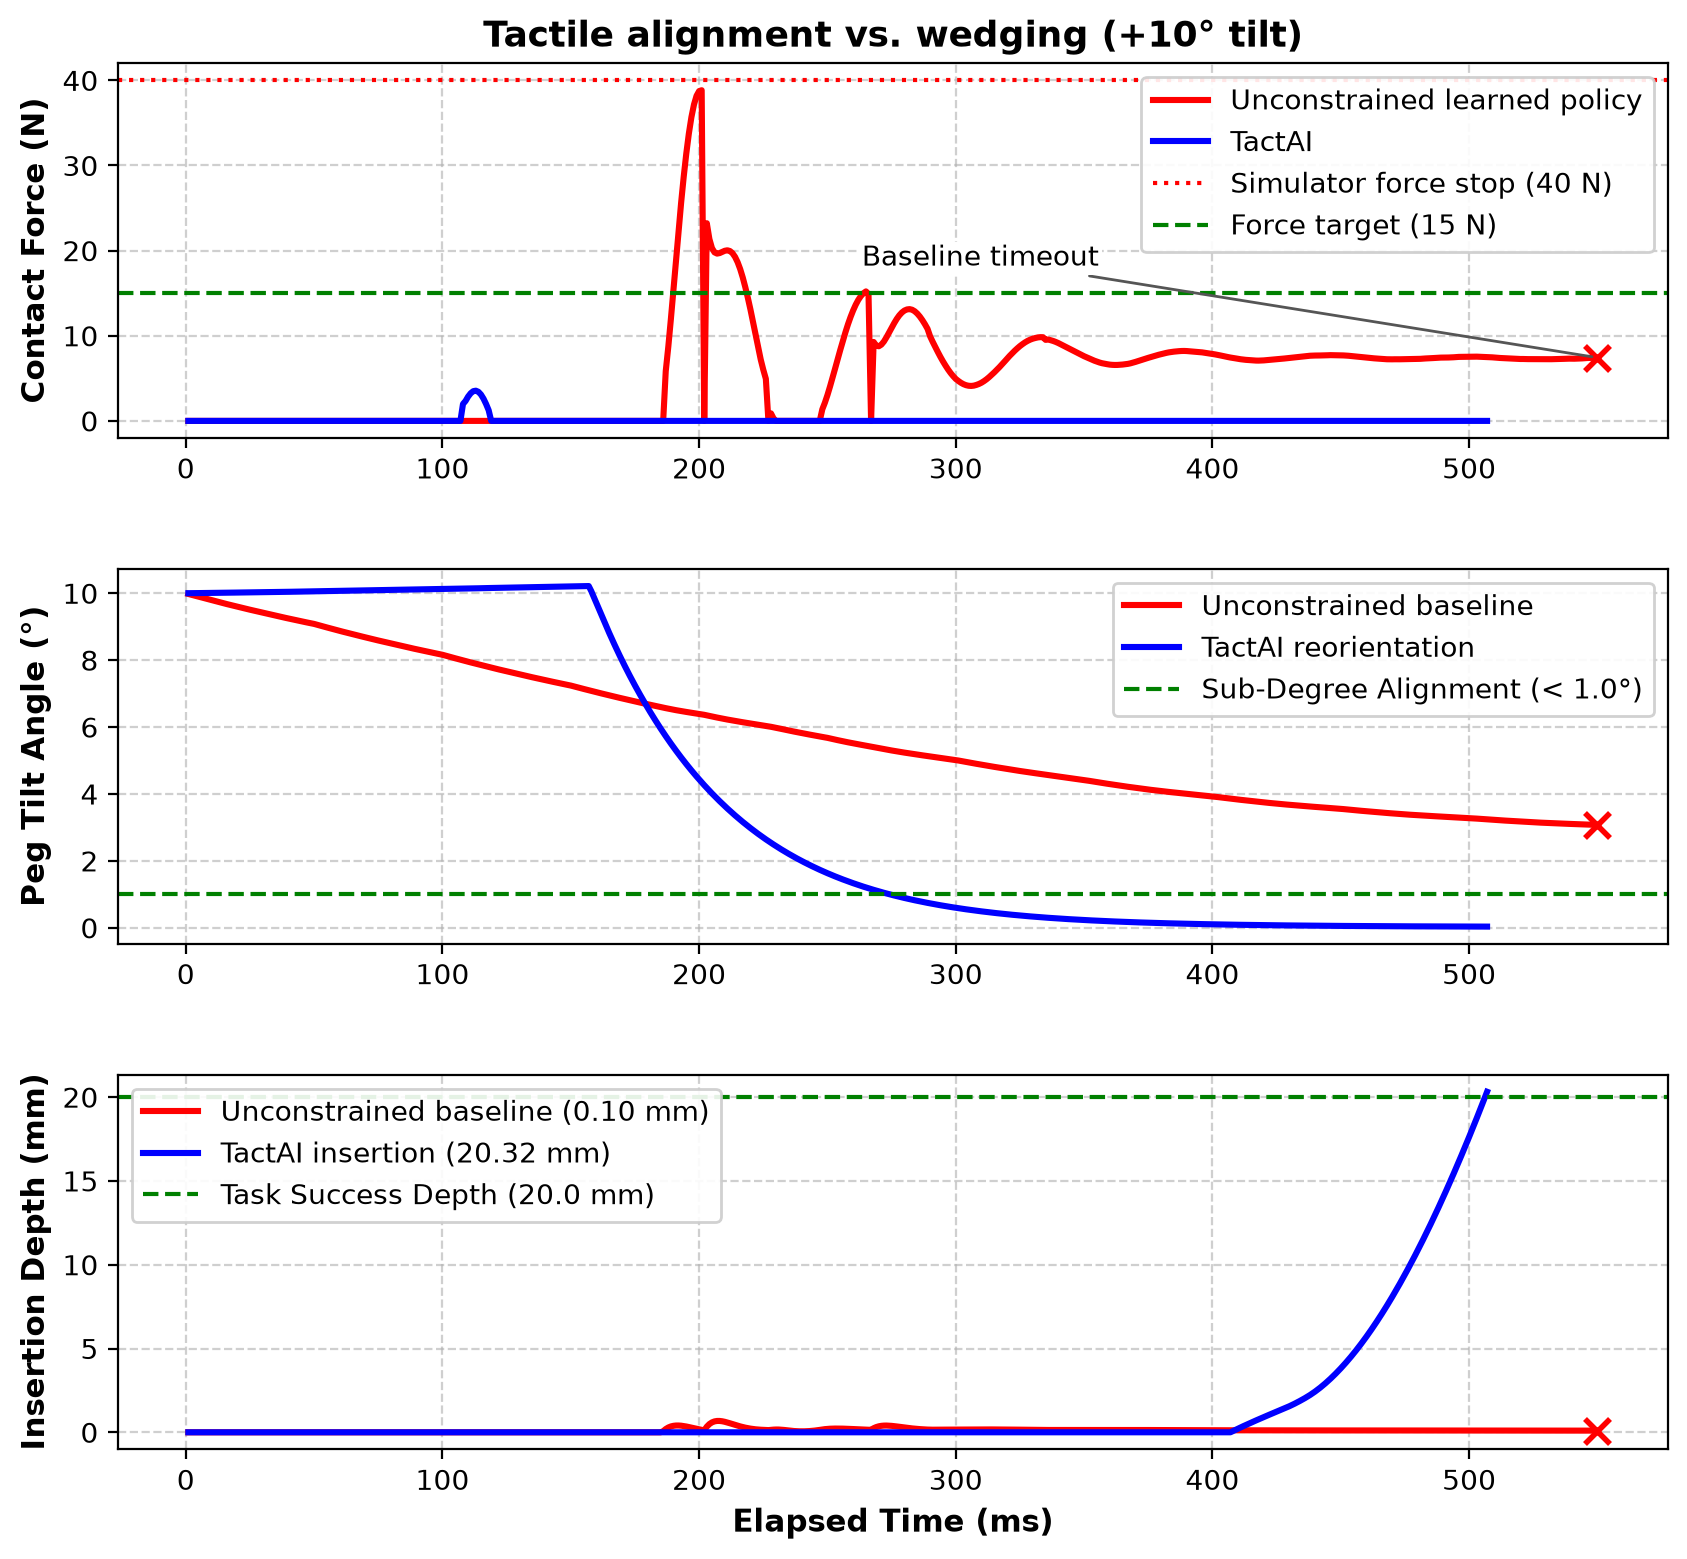 Tactile alignment vs. wedging (+10° tilt)
Contact Force (N)
40
30
20
10
0
Unconstrained learned policy
TactAI
Simulator force stop (40 N)
Force target (15 N)
Baseline timeout
0 100 200 300 400 500
Peg Tilt Angle (°)
10
8
6
4
2
0
Unconstrained baseline
TactAI reorientation
Sub-Degree Alignment (< 1.0°)
0 100 200 300 400 500
Insertion Depth (mm)
20
15
10
5
0
Unconstrained baseline (0.10 mm)
TactAI insertion (20.32 mm)
Task Success Depth (20.0 mm)
0 100 200 300 400 500
Elapsed Time (ms)